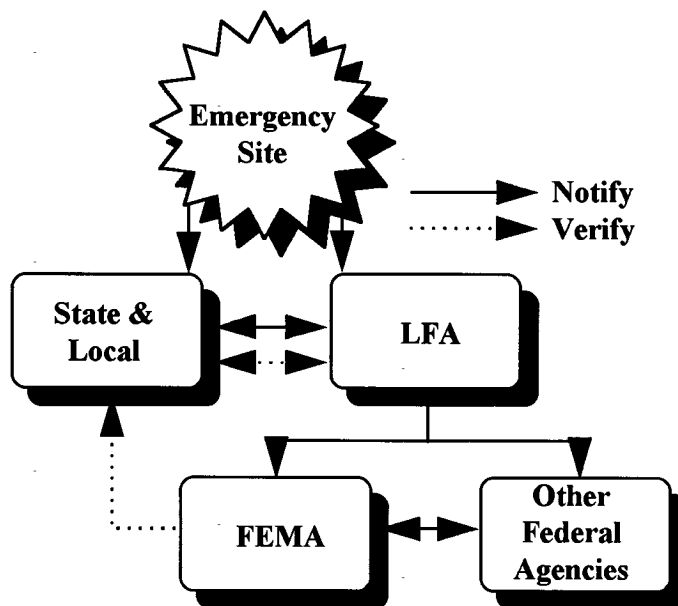 Emergency
Site
Notify
Verify
State &
Local
LFA
FEMA
Other
Federal
Agencies